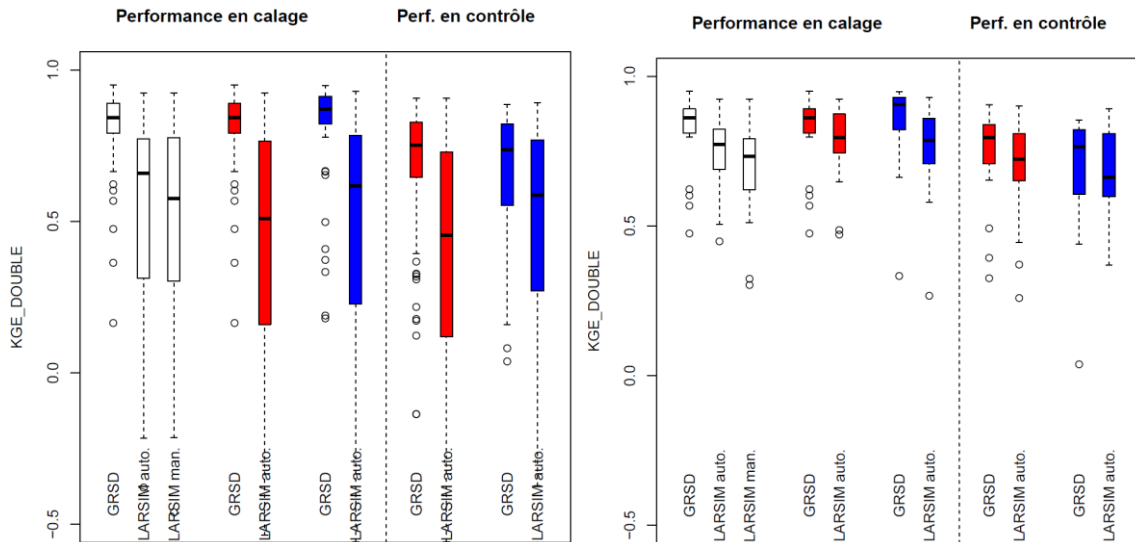 Performance en calage Perf. en contrôle
KGE_DOUBLE
1.0
0.5
0.0
−0.5
GRSD
LARSIM auto.
LARSIM man.
GRSD
LARSIM auto.
GRSD
LARSIM auto.
GRSD
LARSIM auto.
GRSD
LARSIM auto.
Performance en calage Perf. en contrôle
KGE_DOUBLE
1.0
0.5
0.0
−0.5
GRSD
LARSIM auto.
LARSIM man.
GRSD
LARSIM auto.
GRSD
LARSIM auto.
GRSD
LARSIM auto.
GRSD
LARSIM auto.